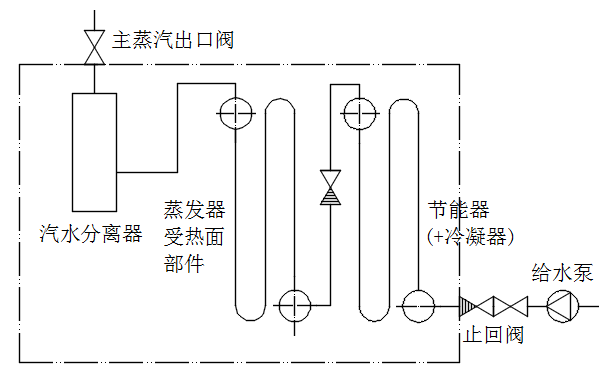 主蒸汽出口阀
汽水分离器
蒸发器
受热面
部件
节能器
(+冷凝器)
给水泵
止回阀